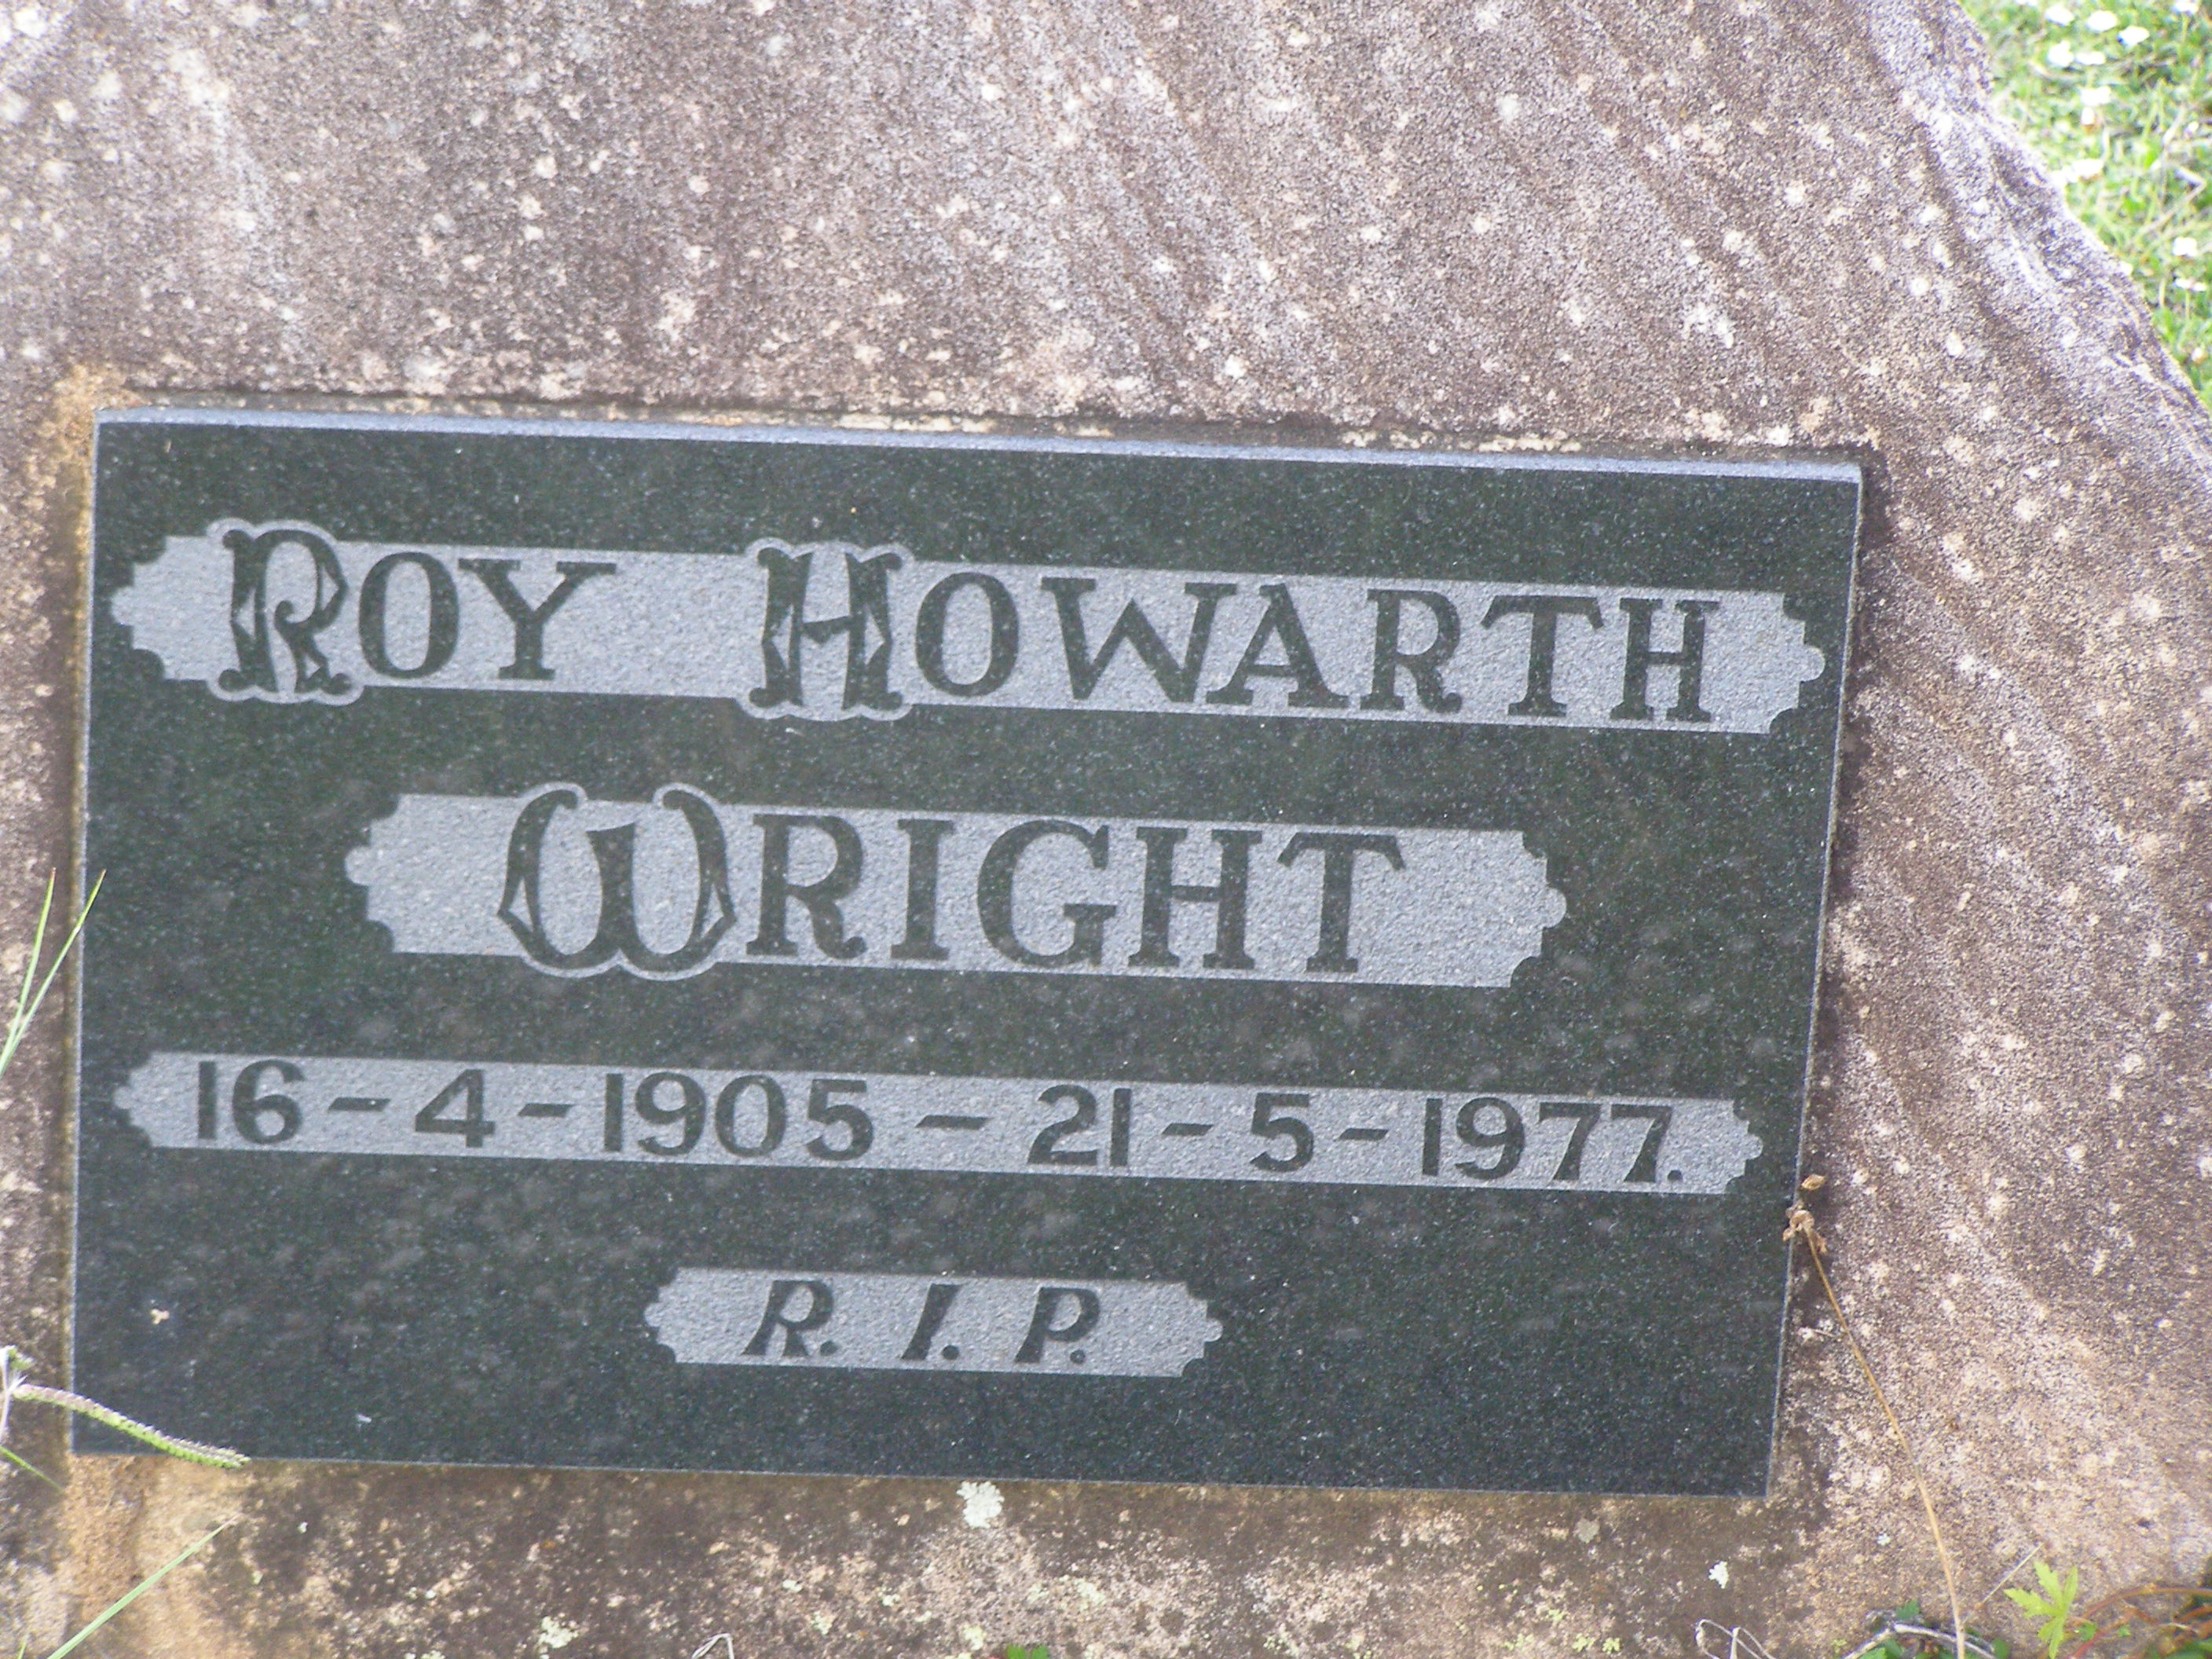 ROY HOWARTH
WRIGHT
16-4-1905-21-5-1977.
R.I.P.